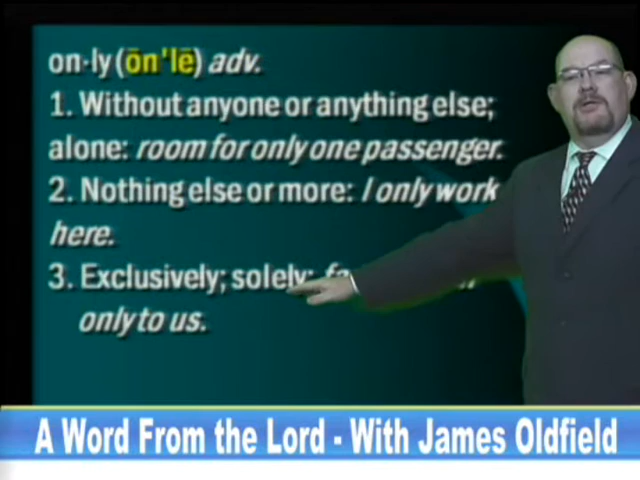 on·ly (ōn'lē) adv.
1. Without anyone or anything else;
alone: room for only one passenger.
2. Nothing else or more: I only work
here.
3. Exclusively; solely:
only to us.
A Word From the Lord - With James Oldfield